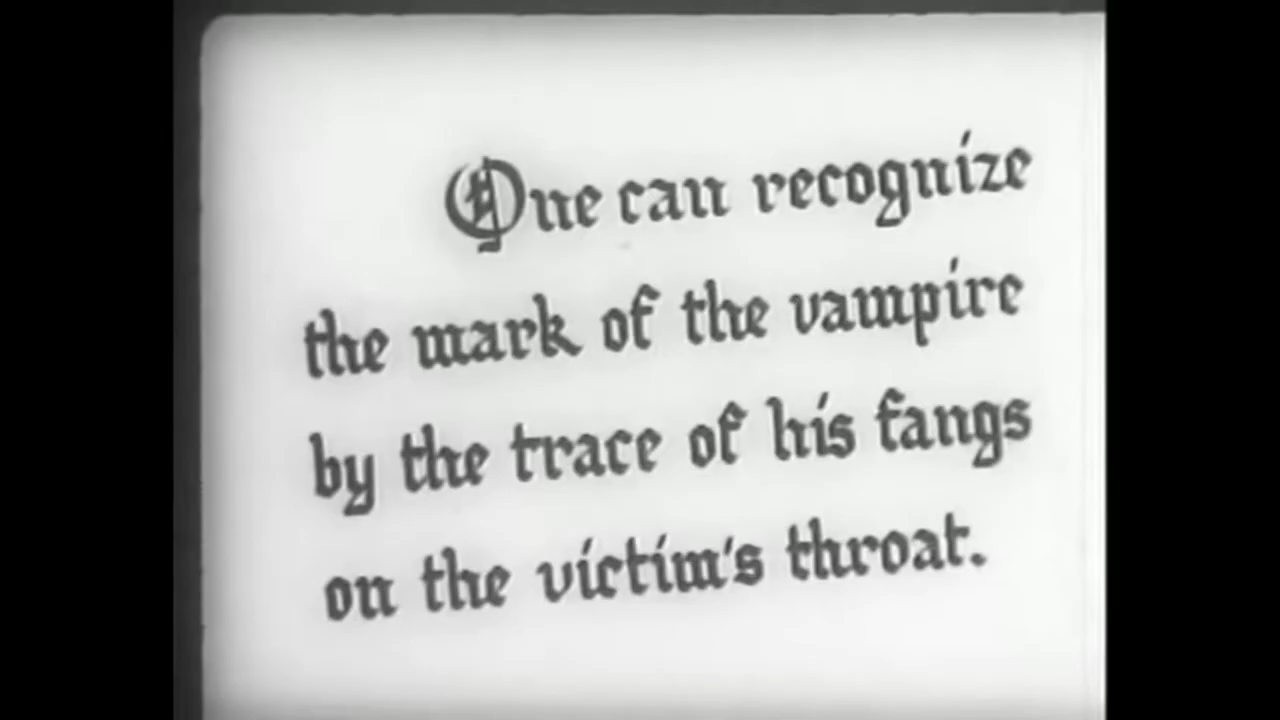 One can recognize
the mark of the vampire
by the trace of his fangs
on the victim's throat.